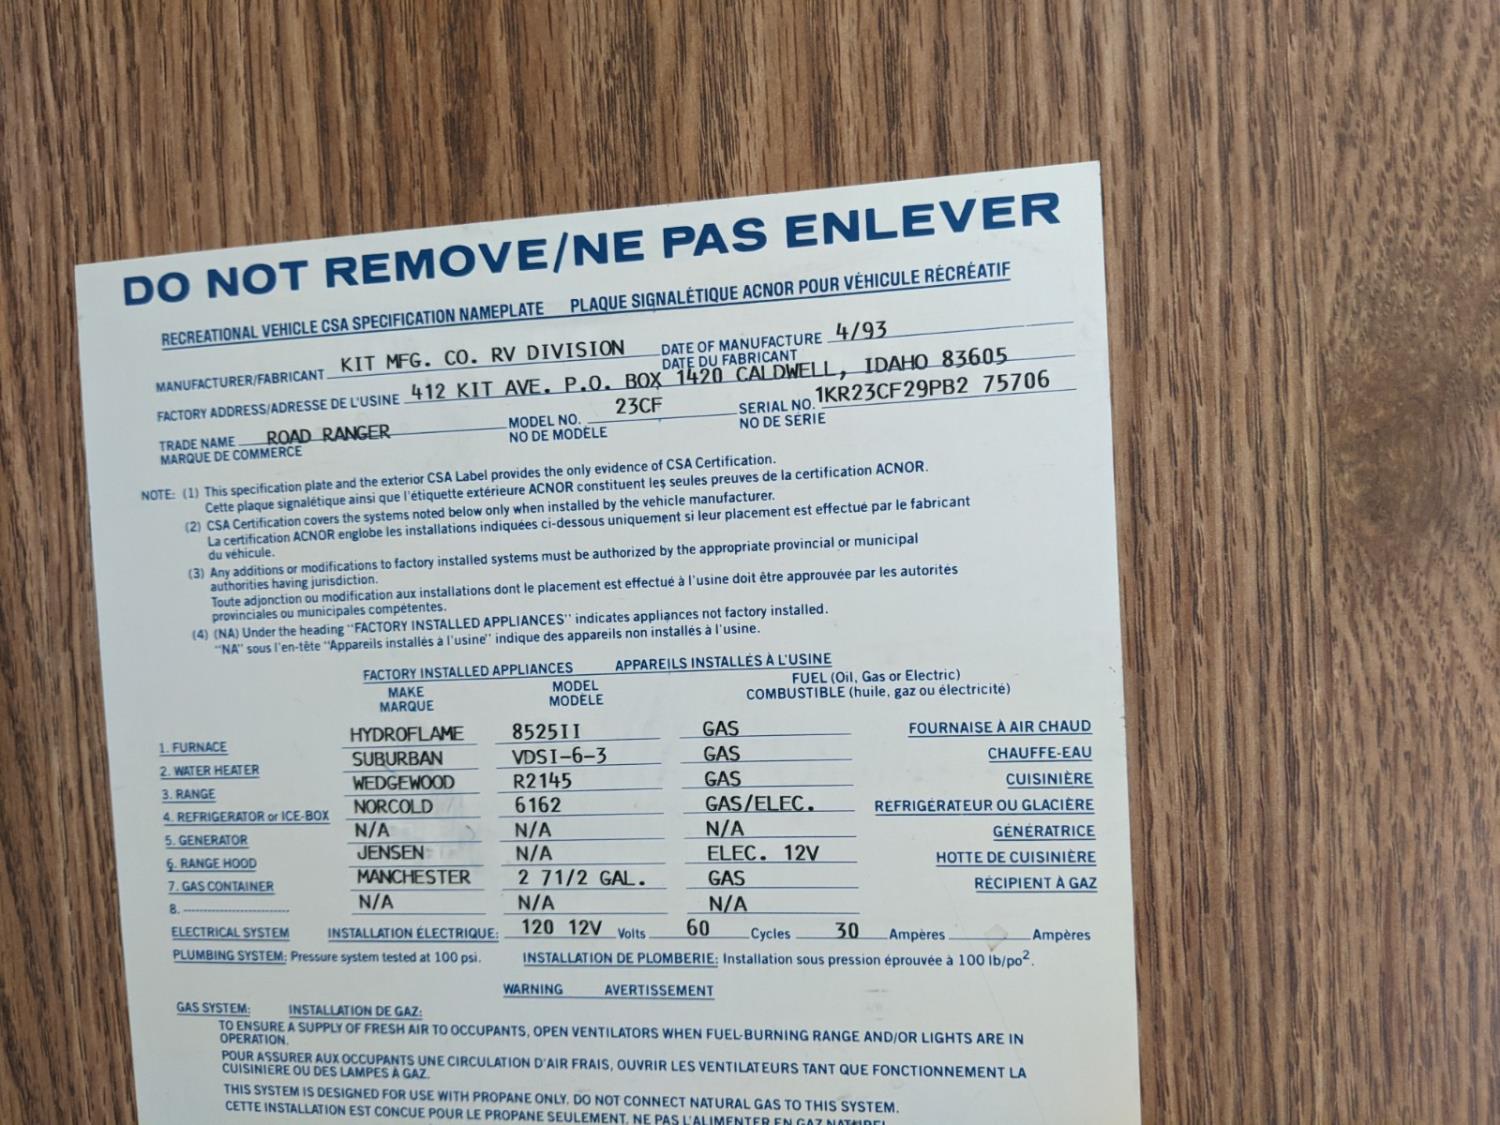 DO NOT REMOVE/NE PAS ENLEVER
RECREATIONAL VEHICLE CSA SPECIFICATION NAMEPLATE PLAQUE SIGNALÉTIQUE ACNOR POUR VÉHICULE RÉCRÉATIF
MANUFACTURER/FABRICANT KIT MFG. CO. RV DIVISION DATE OF MANUFACTURE 4/93
DATE DU FABRICANT
FACTORY ADDRESS/ADRESSE DE L'USINE 412 KIT AVE. P.O. BOX 1420 CALDWELL, IDAHO 83605
TRADE NAME ROAD RANGER MODEL NO. 23CF SERIAL NO. 1KR23CF29PB2 75706
MARQUE DE COMMERCE NO DE MODÈLE NO DE SÉRIE
NOTE: (1) This specification plate and the exterior CSA Label provides the only evidence of CSA Certification.
Cette plaque signalétique ainsi que l'étiquette extérieure ACNOR constituent les seules preuves de la certification ACNOR.
(2) CSA Certification covers the systems noted below only when installed by the vehicle manufacturer.
La certification ACNOR englobe les installations indiquées ci-dessous uniquement si leur placement est effectué par le fabricant
du véhicule.
(3) Any additions or modifications to factory installed systems must be authorized by the appropriate provincial or municipal
authorities having jurisdiction.
Toute adjonction ou modification aux installations dont le placement est effectué à l'usine doit être approuvée par les autorités
provinciales ou municipales compétentes.
(4) (NA) Under the heading "FACTORY INSTALLED APPLIANCES" indicates appliances not factory installed.
"NA" sous l'en-tête "Appareils installés à l'usine" indique des appareils non installés à l'usine.
FACTORY INSTALLED APPLIANCES APPAREILS INSTALLÉS À L'USINE
MAKE MODEL FUEL (Oil, Gas or Electric)
MARQUE MODÈLE COMBUSTIBLE (huile, gaz ou électricité)
1. FURNACE HYDROFLAME 8525II GAS FOURNAISE À AIR CHAUD
2. WATER HEATER SUBURBAN VDSI-6-3 GAS CHAUFFE-EAU
3. RANGE WEDGEWOOD R2145 GAS CUISINIÈRE
4. REFRIGERATOR or ICE-BOX NORCOLD 6162 GAS/ELEC. REFRIGÉRATEUR OU GLACIÈRE
5. GENERATOR N/A N/A N/A GÉNÉRATRICE
6. RANGE HOOD JENSEN N/A ELEC. 12V HOTTE DE CUISINIÈRE
7. GAS CONTAINER MANCHESTER 2 71/2 GAL. GAS RÉCIPIENT À GAZ
8. N/A N/A N/A
ELECTRICAL SYSTEM INSTALLATION ÉLECTRIQUE: 120 12V Volts 60 Cycles 30 Ampères Ampères
PLUMBING SYSTEM: Pressure system tested at 100 psi. INSTALLATION DE PLOMBERIE: Installation sous pression éprouvée à 100 lb/po².
WARNING AVERTISSEMENT
GAS SYSTEM: INSTALLATION DE GAZ:
TO ENSURE A SUPPLY OF FRESH AIR TO OCCUPANTS, OPEN VENTILATORS WHEN FUEL-BURNING RANGE AND/OR LIGHTS ARE IN
OPERATION.
POUR ASSURER AUX OCCUPANTS UNE CIRCULATION D'AIR FRAIS, OUVRIR LES VENTILATEURS TANT QUE FONCTIONNEMENT LA
CUISINIERE OU DES LAMPES À GAZ.
THIS SYSTEM IS DESIGNED FOR USE WITH PROPANE ONLY. DO NOT CONNECT NATURAL GAS TO THIS SYSTEM.
CETTE INSTALLATION EST CONCUE POUR LE PROPANE SEULEMENT. NE PAS L'ALIMENTER EN GAZ NATUREL.